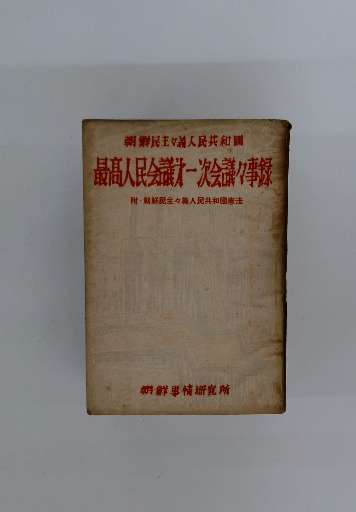 朝鮮民主々義人民共和國
最高人民会議才一次会議々事録
附・朝鮮民主々義人民共和國憲法
朝鮮事情研究所